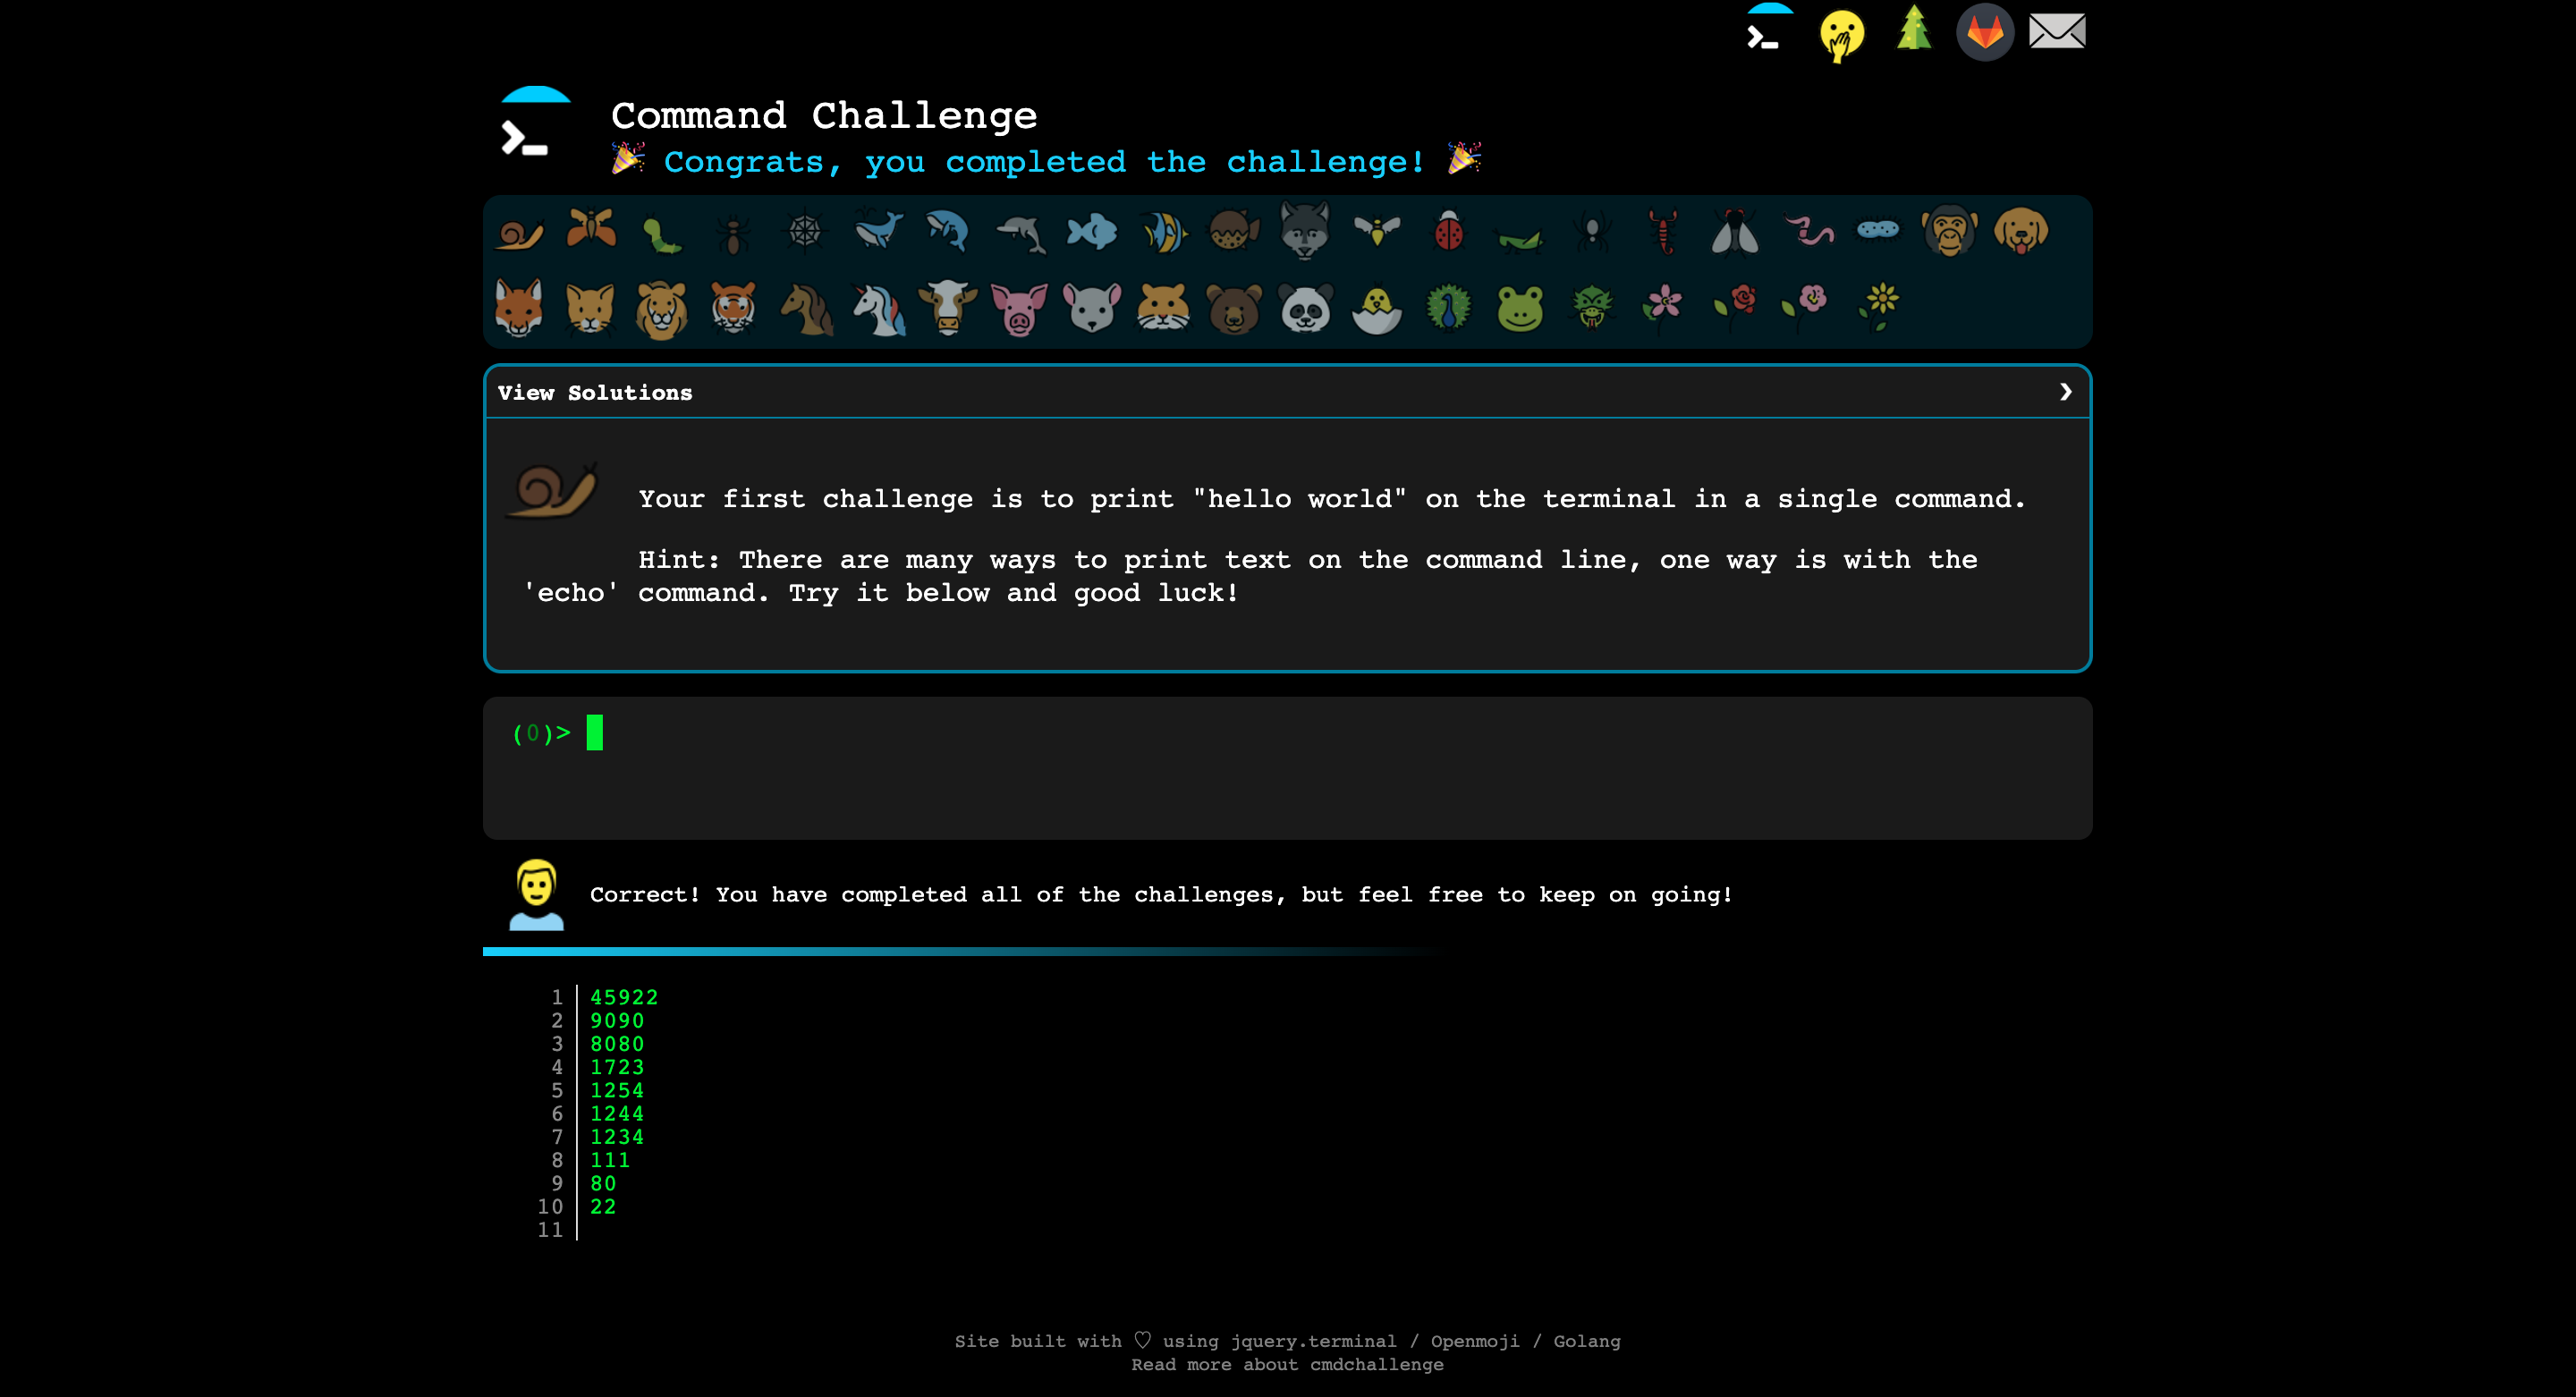 Command Challenge
🎉 Congrats, you completed the challenge! 🎉
View Solutions ❯
Your first challenge is to print "hello world" on the terminal in a single command.
Hint: There are many ways to print text on the command line, one way is with the
'echo' command. Try it below and good luck!
(0)>
Correct! You have completed all of the challenges, but feel free to keep on going!
1 45922
2 9090
3 8080
4 1723
5 1254
6 1244
7 1234
8 111
9 80
10 22
11
Site built with ♡ using jquery.terminal / Openmoji / Golang
Read more about cmdchallenge